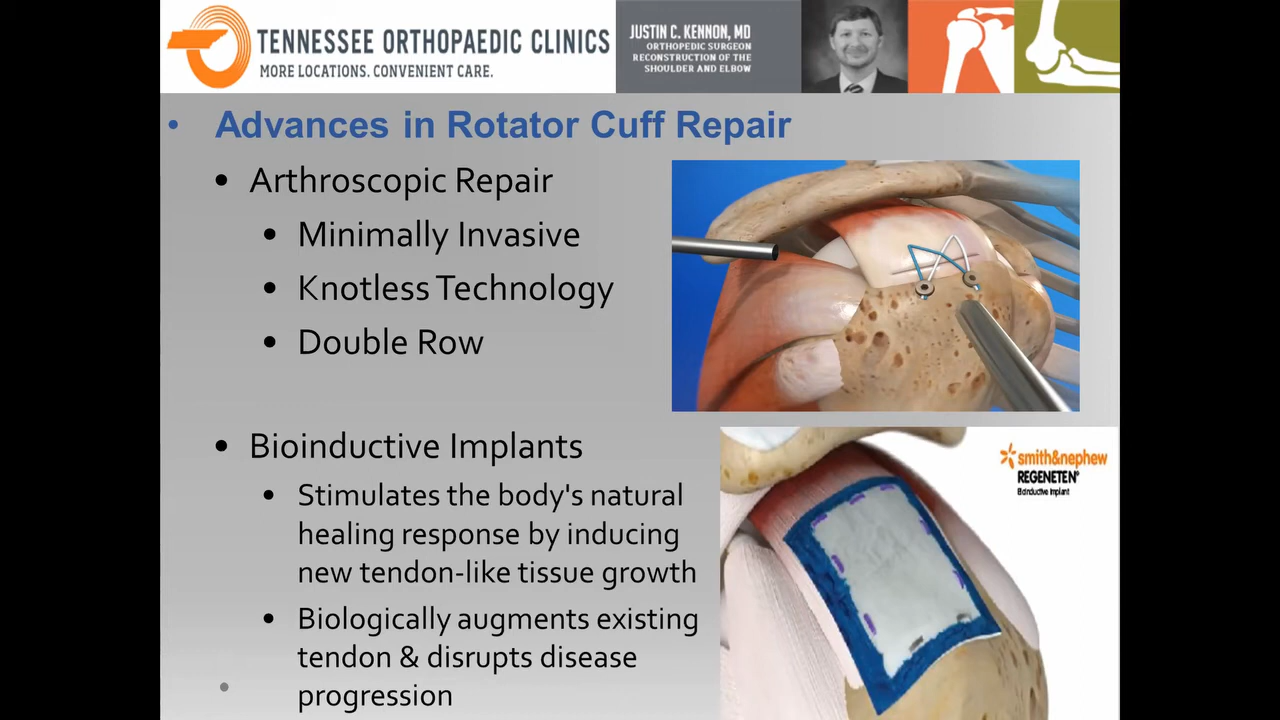 TENNESSEE ORTHOPAEDIC CLINICS
MORE LOCATIONS. CONVENIENT CARE.
JUSTIN C. KENNON, MD
ORTHOPEDIC SURGEON
RECONSTRUCTION OF THE
SHOULDER AND ELBOW
• Advances in Rotator Cuff Repair
• Arthroscopic Repair
• Minimally Invasive
• Knotless Technology
• Double Row
• Bioinductive Implants
• Stimulates the body's natural
healing response by inducing
new tendon-like tissue growth
• Biologically augments existing
tendon & disrupts disease
progression
smith&nephew
REGENETEN®
Bioinductive Implant